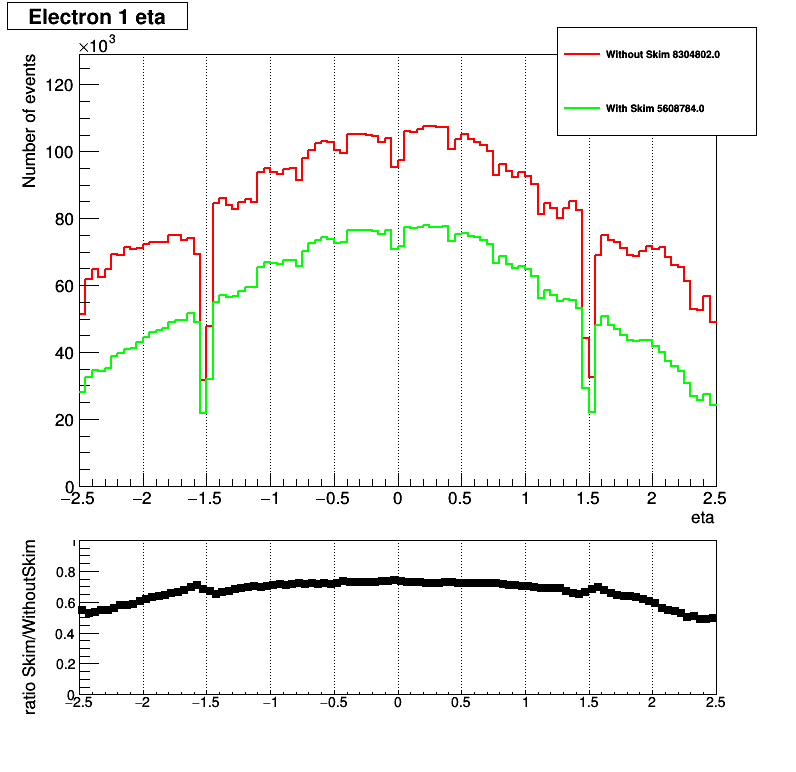 Electron 1 eta
×10³
Without Skim 8304802.0
With Skim 5608784.0
Number of events
120
100
80
60
40
20
0
−2.5 −2 −1.5 −1 −0.5 0 0.5 1 1.5 2 2.5
eta
ratio Skim/WithoutSkim
1
0.8
0.6
0.4
0.2
0
−2.5 −2 −1.5 −1 −0.5 0 0.5 1 1.5 2 2.5